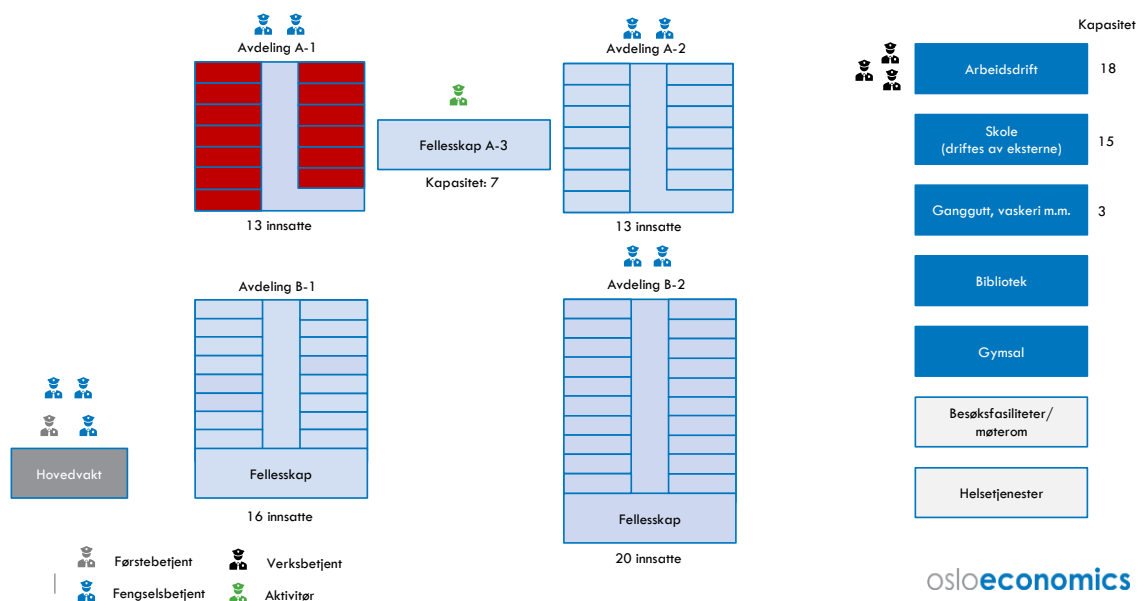 Kapasitet
Avdeling A-1
Avdeling A-2
Arbeidsdrift
18
Fellesskap A-3
Kapasitet: 7
Skole
(driftes av eksterne)
15
13 innsatte
13 innsatte
Ganggutt, vaskeri m.m.
3
Avdeling B-1
Avdeling B-2
Bibliotek
Gymsal
Besøksfasiliteter/
møterom
Hovedvakt
Fellesskap
Helsetjenester
16 innsatte
Fellesskap
20 innsatte
Førstebetjent
Verksbetjent
Fengselsbetjent
Aktivitør
osloeconomics